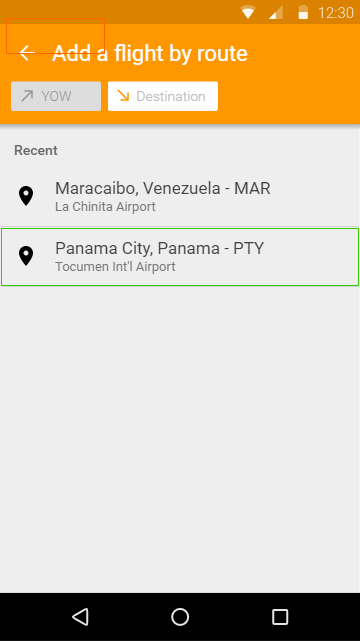 12:30
Add a flight by route
YOW
Destination
Recent
Maracaibo, Venezuela - MAR
La Chinita Airport
Panama City, Panama - PTY
Tocumen Int'l Airport